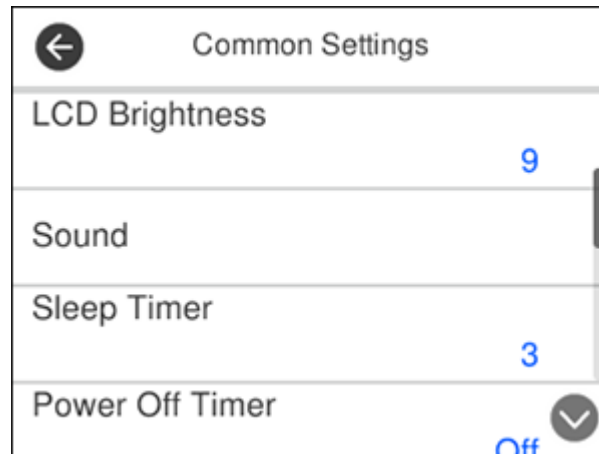 Common Settings
LCD Brightness
9
Sound
Sleep Timer
3
Power Off Timer
Off